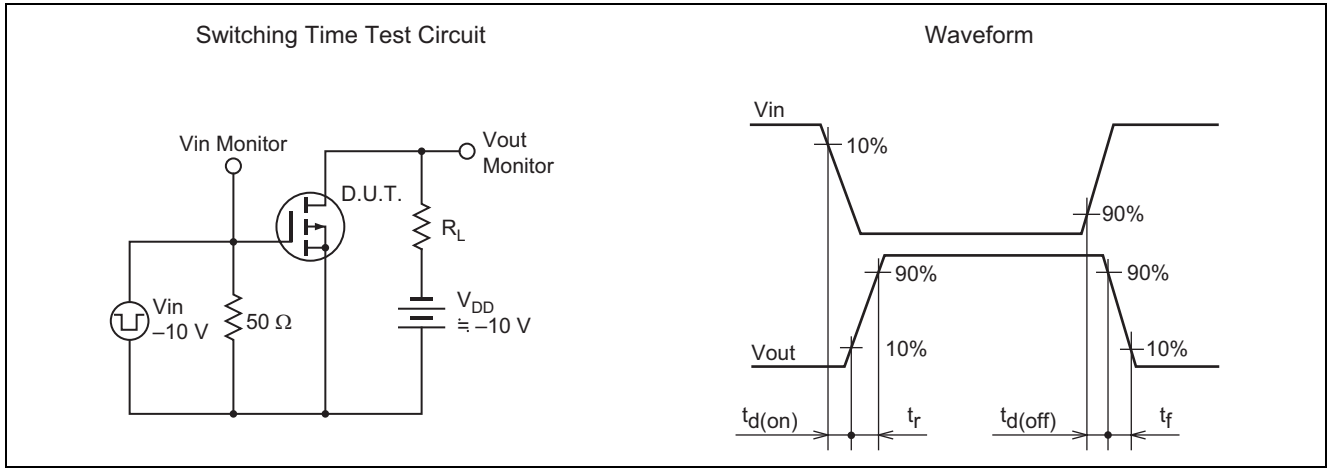 Switching Time Test Circuit
Vin Monitor
Vout
Monitor
D.U.T.
RL
Vin
–10 V
50 Ω
VDD
≒ –10 V
Waveform
Vin
10%
90%
90%
90%
Vout
10%
10%
td(on)
tr
td(off)
tf